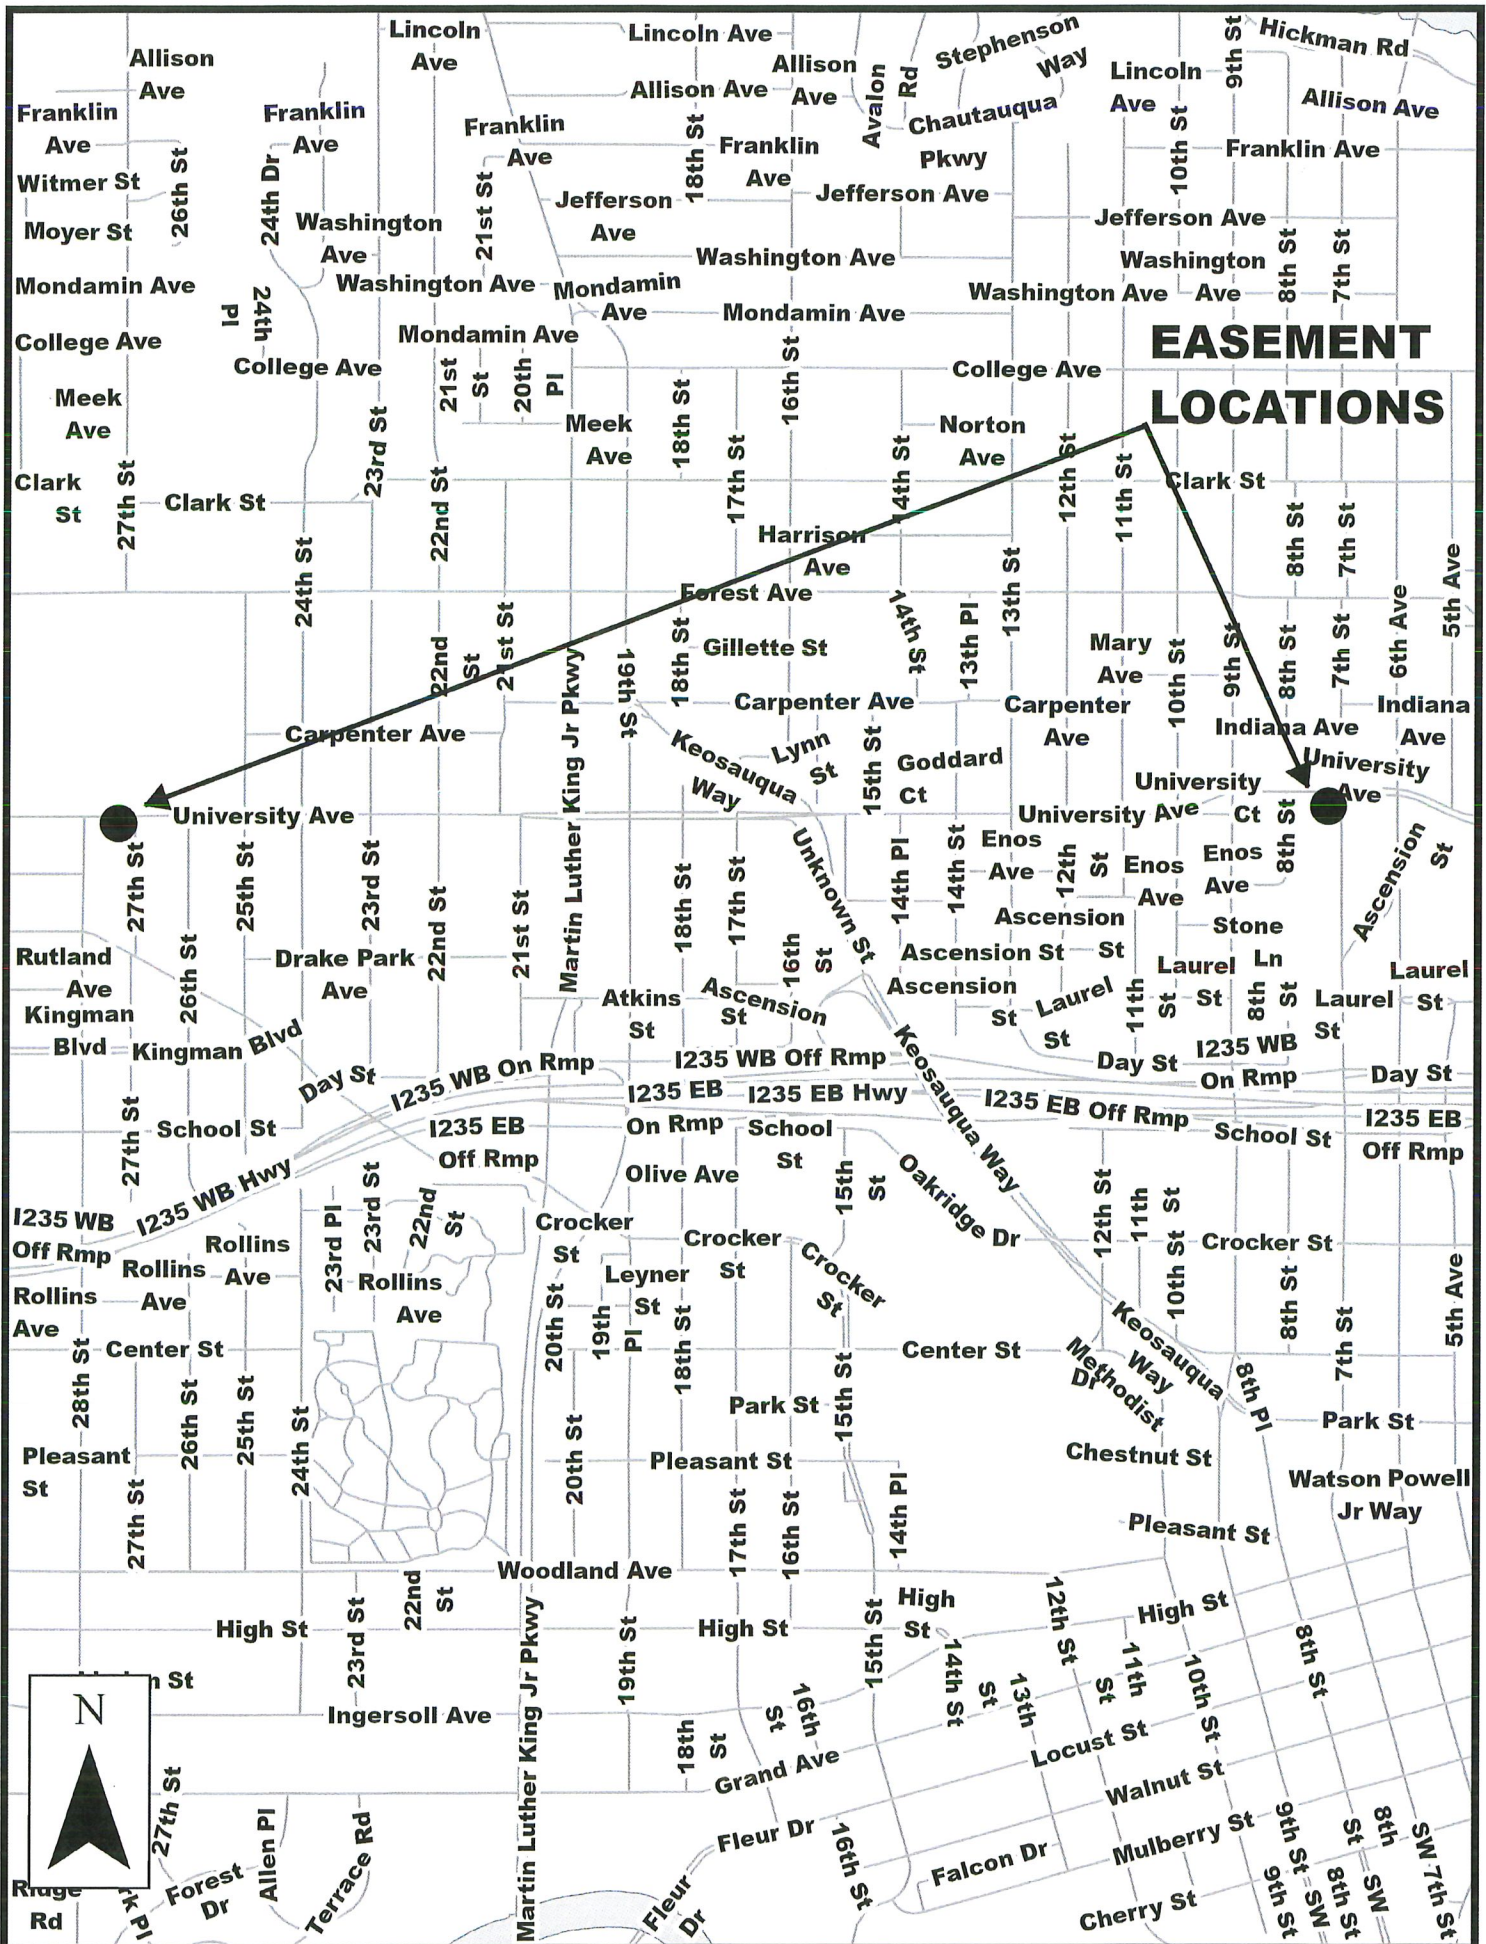 Lincoln
Ave
Lincoln Ave
Stephenson
Way
9th St
Hickman Rd
Allison
Ave
Allison Ave
Allison
Ave
Avalon
Rd
Lincoln
Ave
Allison Ave
Franklin
Ave
Franklin
Ave
Franklin
Ave
18th St
Franklin
Ave
Chautauqua
Pkwy
10th St
Franklin Ave
Witmer St
26th St
24th Dr
21st St
Jefferson
Ave
Jefferson Ave
Jefferson Ave
Moyer St
Washington
Ave
Washington Ave
Washington
Ave
8th St
7th St
Mondamin Ave
24th
Pl
Washington Ave
Mondamin
Ave
Mondamin Ave
Washington Ave
EASEMENT
LOCATIONS
College Ave
College Ave
Mondamin Ave
21st
St
20th
Pl
16th St
College Ave
Meek
Ave
23rd St
Meek
Ave
18th St
17th St
14th St
Norton
Ave
12th St
11th St
Clark
St
27th St
Clark St
22nd St
Clark St
8th St
7th St
24th St
Harrison
Ave
13th St
5th Ave
Forest Ave
22nd
St
21st St
Martin Luther King Jr Pkwy
19th St
18th St
Gillette St
14th St
13th Pl
Mary
Ave
10th St
9th St
8th St
7th St
6th Ave
Carpenter Ave
Carpenter Ave
Carpenter
Ave
Indiana Ave
Indiana
Ave
Keosauqua
Way
Lynn
St
15th St
Goddard
Ct
University
Ct
University
Ave
University Ave
University Ave
27th St
25th St
23rd St
22nd St
21st St
18th St
17th St
Unknown St
14th Pl
14th St
Enos
Ave
12th
St
Enos
Ave
Enos
Ave
8th St
Ascension
St
Rutland
Ave
26th St
Drake Park
Ave
16th
St
Ascension
St
Ascension St
Stone
Ln
Kingman
Blvd
Kingman Blvd
Atkins
St
Ascension
St
Ascension
St
Laurel
St
11th
St
Laurel
St
8th
St
Laurel
St
Laurel
St
Day St
I235 WB On Rmp
I235 WB Off Rmp
Keosauqua Way
Day St
I235 WB
On Rmp
Day St
27th St
School St
I235 EB
Off Rmp
I235 EB
On Rmp
I235 EB Hwy
School
St
I235 EB Off Rmp
School St
I235 EB
Off Rmp
I235 WB
Off Rmp
I235 WB Hwy
23rd Pl
23rd St
22nd
St
Olive Ave
15th
St
Oakridge Dr
12th St
11th
10th St
St
Crocker St
Rollins
Ave
Rollins
Ave
Rollins
Ave
Rollins
Ave
Crocker
St
Leyner
St
Crocker
St
Crocker
St
8th St
5th Ave
28th St
Center St
20th St
19th
Pl
18th St
15th St
Center St
Methodist
Dr
Keosauqua
Way
8th Pl
7th St
26th St
25th St
24th St
Park St
Park St
Pleasant
St
27th St
20th St
Pleasant St
17th St
16th St
14th Pl
Chestnut St
Watson Powell
Jr Way
Pleasant St
Woodland Ave
High St
23rd St
22nd
St
Martin Luther King Jr Pkwy
19th St
High St
15th St
High
St
14th St
12th St
High St
11th
St
10th St
8th St
n St
N
Ingersoll Ave
18th
St
16th
St
Grand Ave
13th
St
Locust St
Walnut St
27th St
Allen Pl
Terrace Rd
Forest
Dr
Rd
Fleur Dr
Fleur
Dr
16th St
Falcon Dr
Mulberry St
Cherry St
9th St
9th St
SW
8th St
8th
St
SW
SW 7th St